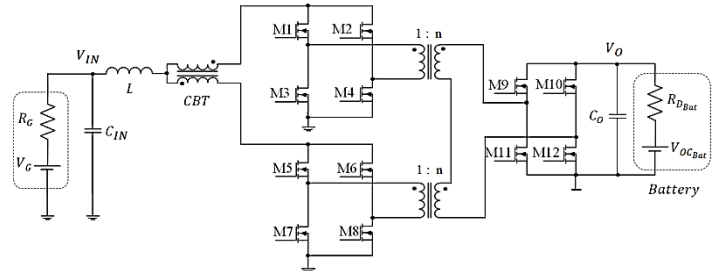 M1
M2
1 : n
V_IN
V_O
L
CBT
M3
M4
M9
M10
R_G
C_IN
C_O
R_DBat
V_G
M5
M6
1 : n
M11
M12
V_OCBat
Battery
M7
M8